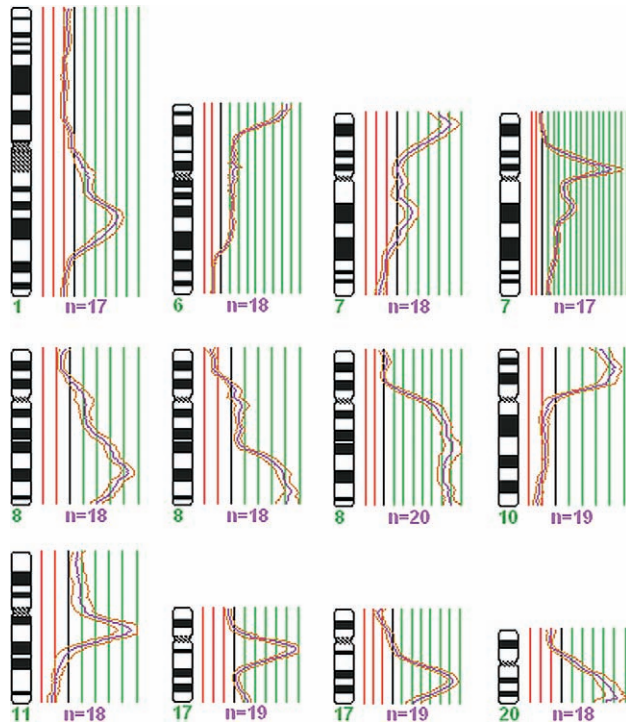 1 n=17 6 n=18 7 n=18 7 n=17
8 n=18 8 n=18 8 n=20 10 n=19
11 n=18 17 n=19 17 n=19 20 n=18